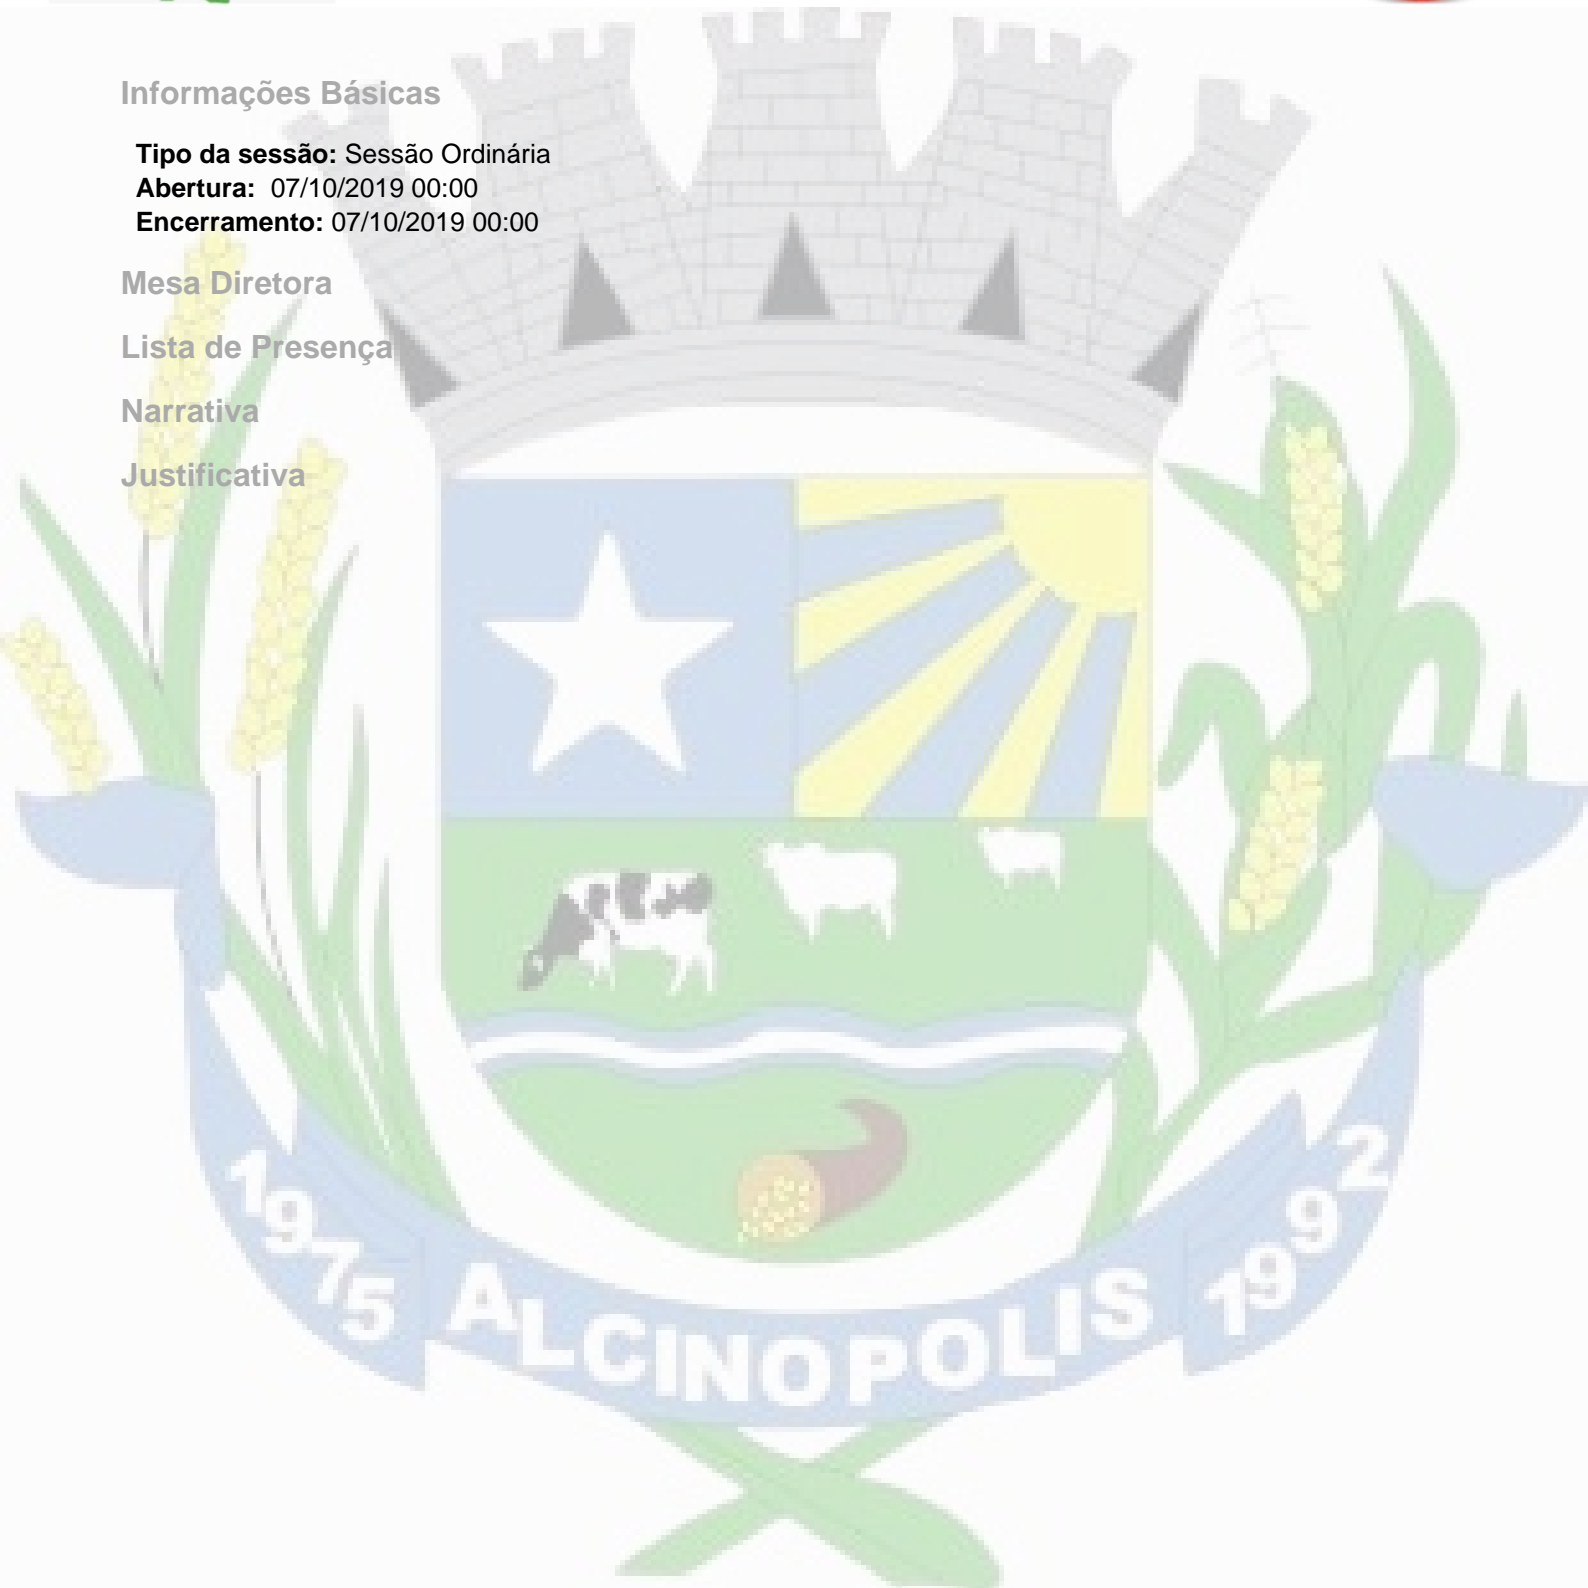 Informações Básicas
Tipo da sessão: Sessão Ordinária
Abertura: 07/10/2019 00:00
Encerramento: 07/10/2019 00:00
Mesa Diretora
Lista de Presença
Narrativa
Justificativa
1975 ALCINOPOLIS 1992